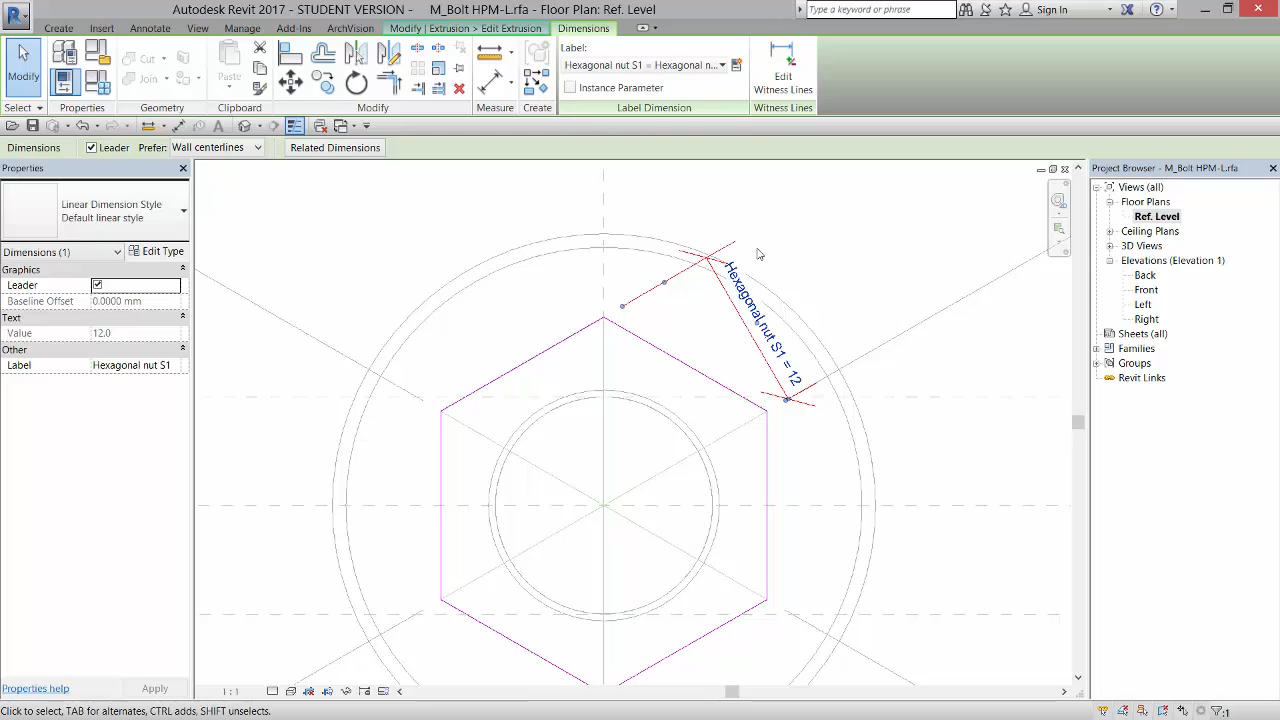 Autodesk Revit 2017 - STUDENT VERSION - M_Bolt HPM-L.rfa - Floor Plan: Ref. Level
Type a keyword or phrase
Sign In
Create Insert Annotate View Manage Add-Ins ArchVision Modify | Extrusion > Edit Extrusion Dimensions
Modify
Cut
Join
Paste
Label:
Hexagonal nut S1 = Hexagonal n...
Instance Parameter
Edit
Witness Lines
Select Properties Geometry Clipboard Modify Measure Create Label Dimension Witness Lines
Dimensions Leader Prefer: Wall centerlines Related Dimensions
Properties
Linear Dimension Style
Default linear style
Dimensions (1) Edit Type
Graphics
Leader
Baseline Offset 0.0000 mm
Text
Value 12.0
Other
Label Hexagonal nut S1
Properties help Apply
Hexagonal nut S1 = 12
1 : 1
Project Browser - M_Bolt HPM-L.rfa
Views (all)
Floor Plans
Ref. Level
Ceiling Plans
3D Views
Elevations (Elevation 1)
Back
Front
Left
Right
Sheets (all)
Families
Groups
Revit Links
Click to select, TAB for alternates, CTRL adds, SHIFT unselects.
:1